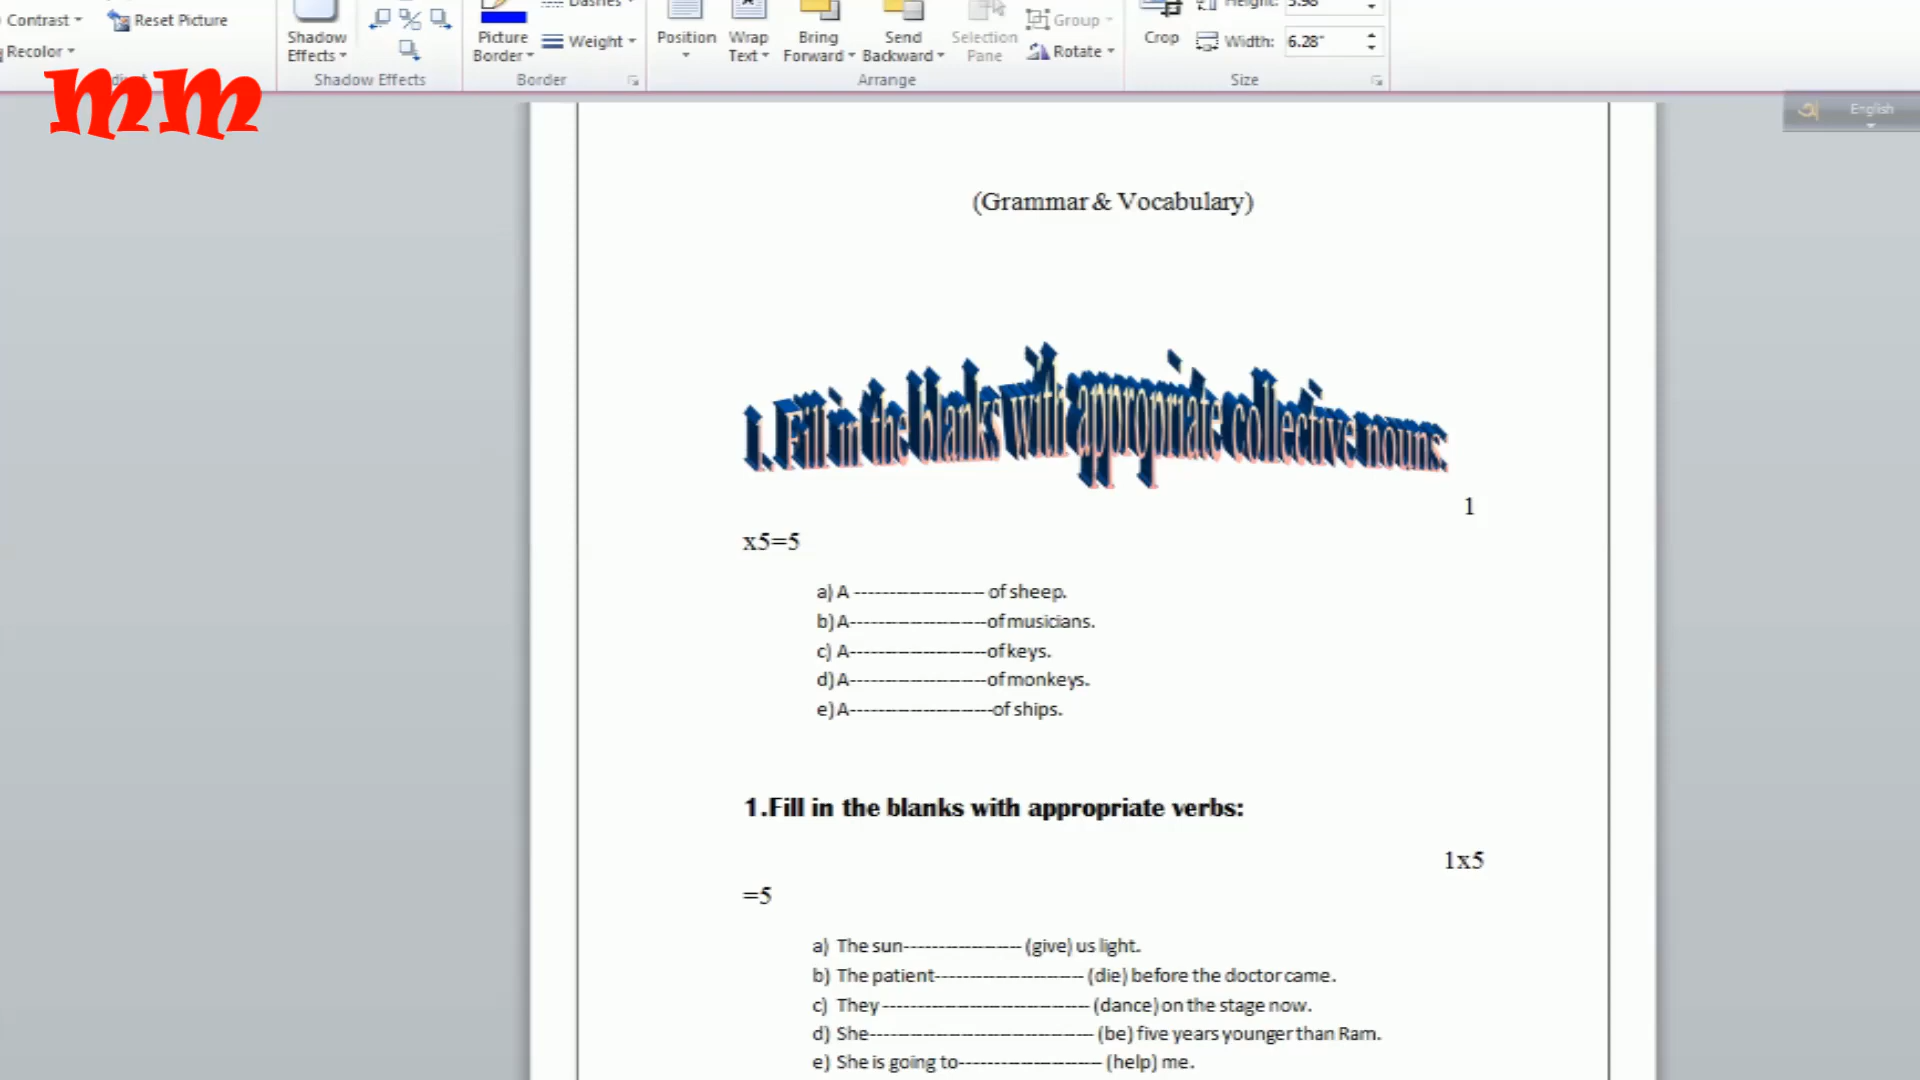 Contrast
Reset Picture
Recolor
Shadow
Effects
Shadow Effects
Picture
Border
Dashes
Weight
Border
Position
Wrap
Text
Bring
Forward
Send
Backward
Selection
Pane
Group
Rotate
Arrange
Crop
Height:
Width: 6.28"
Size
mm
English
(Grammar & Vocabulary)
1. Fill in the blanks with appropriate collective nouns:
1
x5=5
a) A ---------------------- of sheep.
b) A-----------------------of musicians.
c) A-----------------------of keys.
d) A-----------------------of monkeys.
e) A------------------------of ships.
1.Fill in the blanks with appropriate verbs:
1x5
=5
a) The sun-------------------- (give) us light.
b) The patient------------------------- (die) before the doctor came.
c) They ----------------------------------- (dance) on the stage now.
d) She-------------------------------------- (be) five years younger than Ram.
e) She is going to------------------------ (help) me.